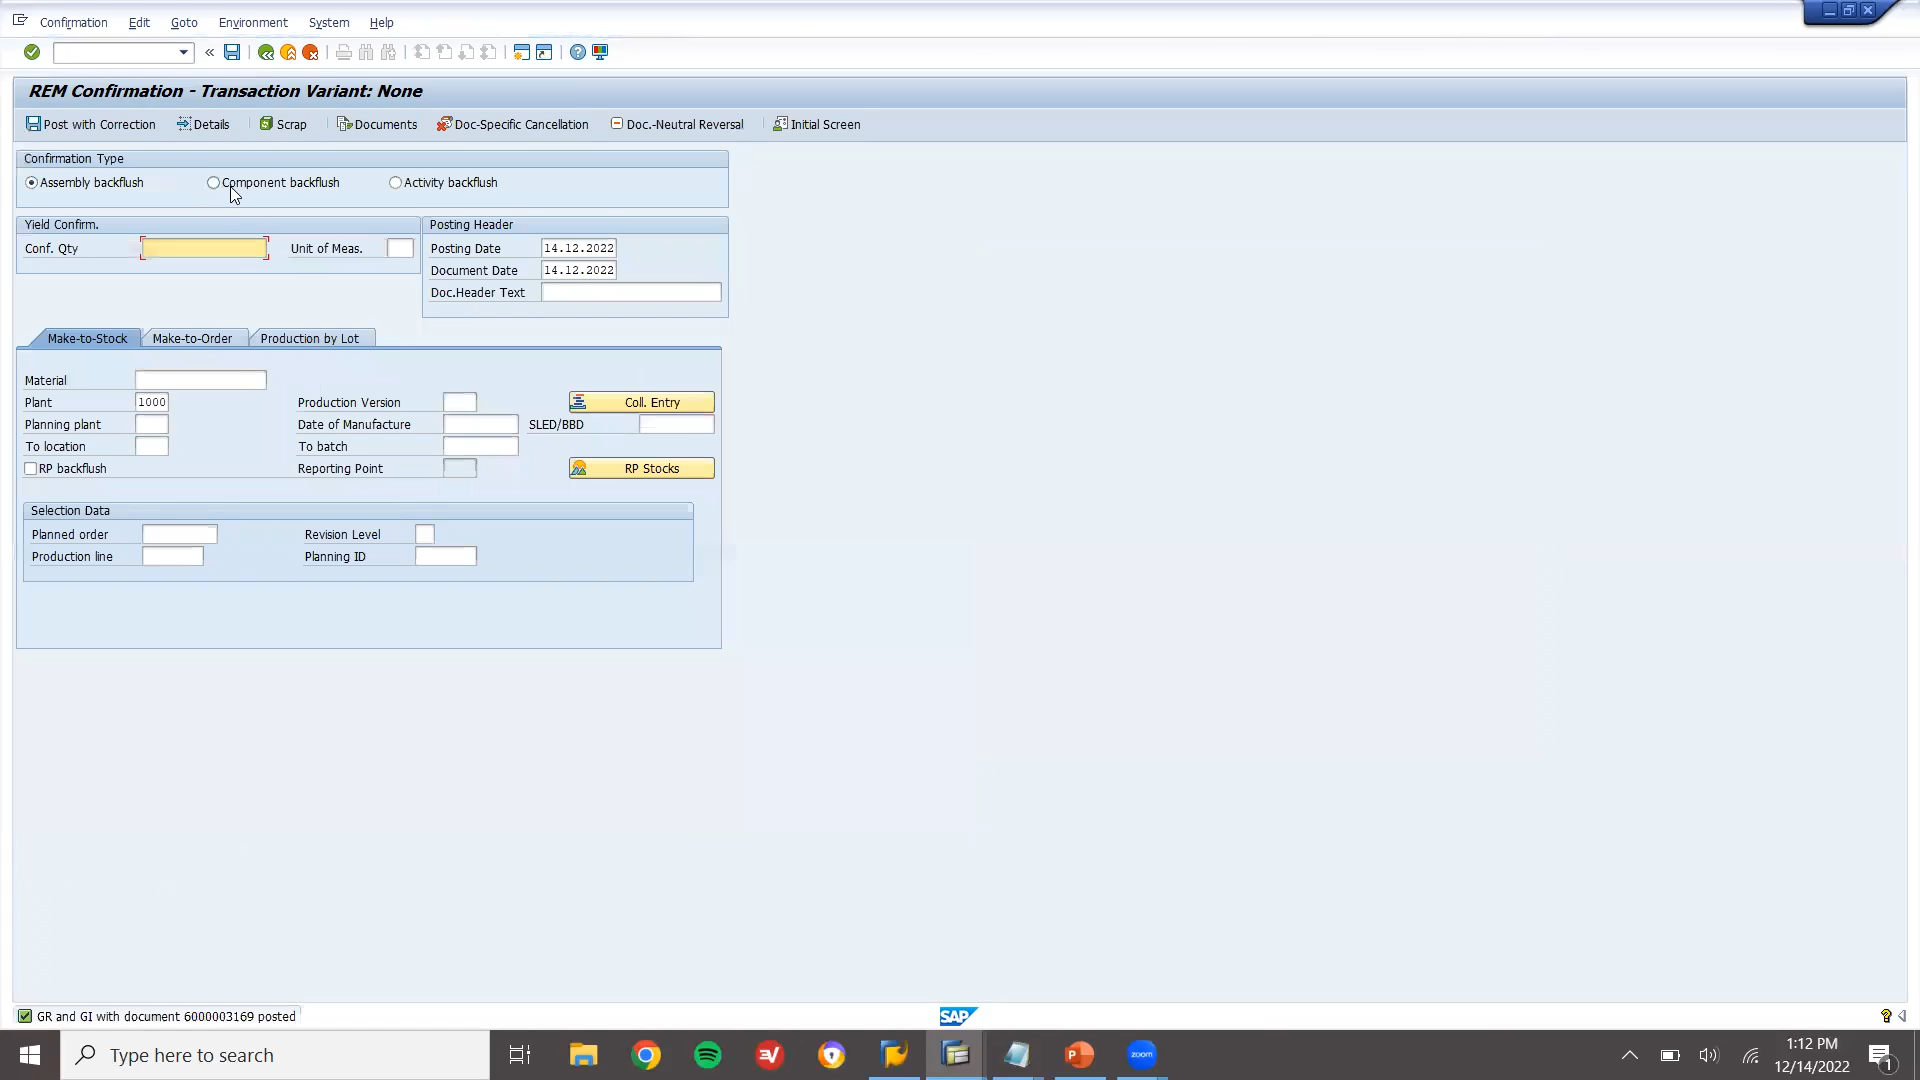 Confirmation Edit Goto Environment System Help
REM Confirmation - Transaction Variant: None
Post with Correction Details Scrap Documents Doc-Specific Cancellation Doc.-Neutral Reversal Initial Screen
Confirmation Type
Assembly backflush Component backflush Activity backflush
Yield Confirm. Posting Header
Conf. Qty Unit of Meas. Posting Date 14.12.2022
Document Date 14.12.2022
Doc.Header Text
Make-to-Stock Make-to-Order Production by Lot
Material
Plant 1000 Production Version Coll. Entry
Planning plant Date of Manufacture SLED/BBD
To location To batch
RP backflush Reporting Point RP Stocks
Selection Data
Planned order Revision Level
Production line Planning ID
GR and GI with document 6000003169 posted SAP
Type here to search zoom 1:12 PM
12/14/2022 1